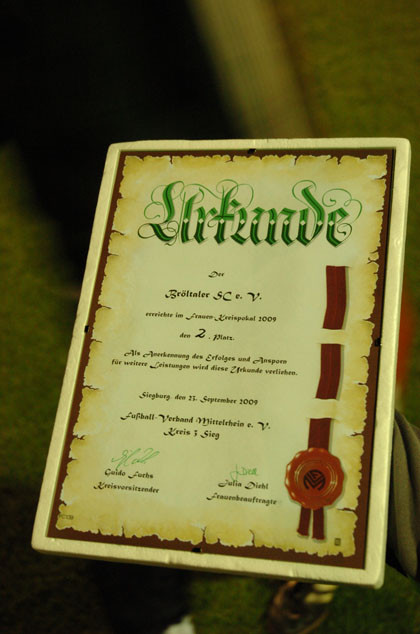 Urkunde
Der
Bröltaler SC e. V.
erreichte im Frauen-Kreispokal 2009
den 2. Platz.
Als Anerkennung des Erfolges und Ansporn
für weitere Leistungen wird diese Urkunde verliehen.
Siegburg, den 23. September 2009
Fußball-Verband Mittelrhein e. V.
Kreis 3 Sieg
Guido Fuchs
Kreisvorsitzender
Julia Diehl
Frauenbeauftragte